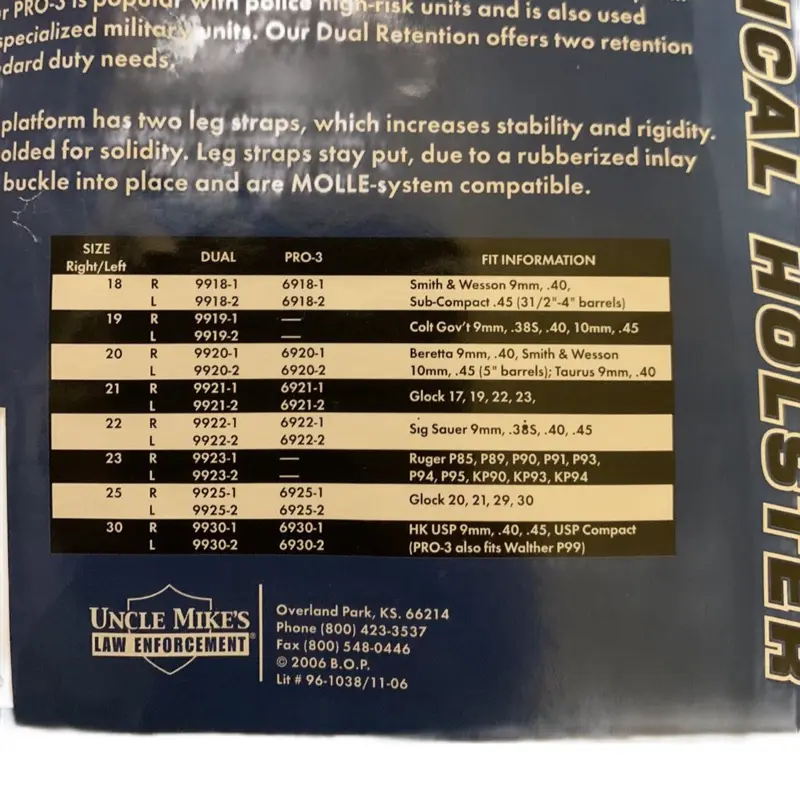 r PRO-3 is popular with police high-risk units and is also used
specialized military units. Our Dual Retention offers two retention
dard duty needs.
platform has two leg straps, which increases stability and rigidity.
olded for solidity. Leg straps stay put, due to a rubberized inlay
buckle into place and are MOLLE-system compatible.
SIZE Right/Left DUAL PRO-3 FIT INFORMATION
18 R 9918-1 6918-1 Smith & Wesson 9mm, .40,
L 9918-2 6918-2 Sub-Compact .45 (31/2"-4" barrels)
19 R 9919-1 — Colt Gov't 9mm, .38S, .40, 10mm, .45
L 9919-2 —
20 R 9920-1 6920-1 Beretta 9mm, .40, Smith & Wesson
L 9920-2 6920-2 10mm, .45 (5" barrels); Taurus 9mm, .40
21 R 9921-1 6921-1 Glock 17, 19, 22, 23,
L 9921-2 6921-2
22 R 9922-1 6922-1 Sig Sauer 9mm, .38S, .40, .45
L 9922-2 6922-2
23 R 9923-1 — Ruger P85, P89, P90, P91, P93,
L 9923-2 — P94, P95, KP90, KP93, KP94
25 R 9925-1 6925-1 Glock 20, 21, 29, 30
L 9925-2 6925-2
30 R 9930-1 6930-1 HK USP 9mm, .40, .45, USP Compact
L 9930-2 6930-2 (PRO-3 also fits Walther P99)
UNCLE MIKE'S
LAW ENFORCEMENT®
Overland Park, KS. 66214
Phone (800) 423-3537
Fax (800) 548-0446
© 2006 B.O.P.
Lit # 96-1038/11-06
ICAL HOLSTER